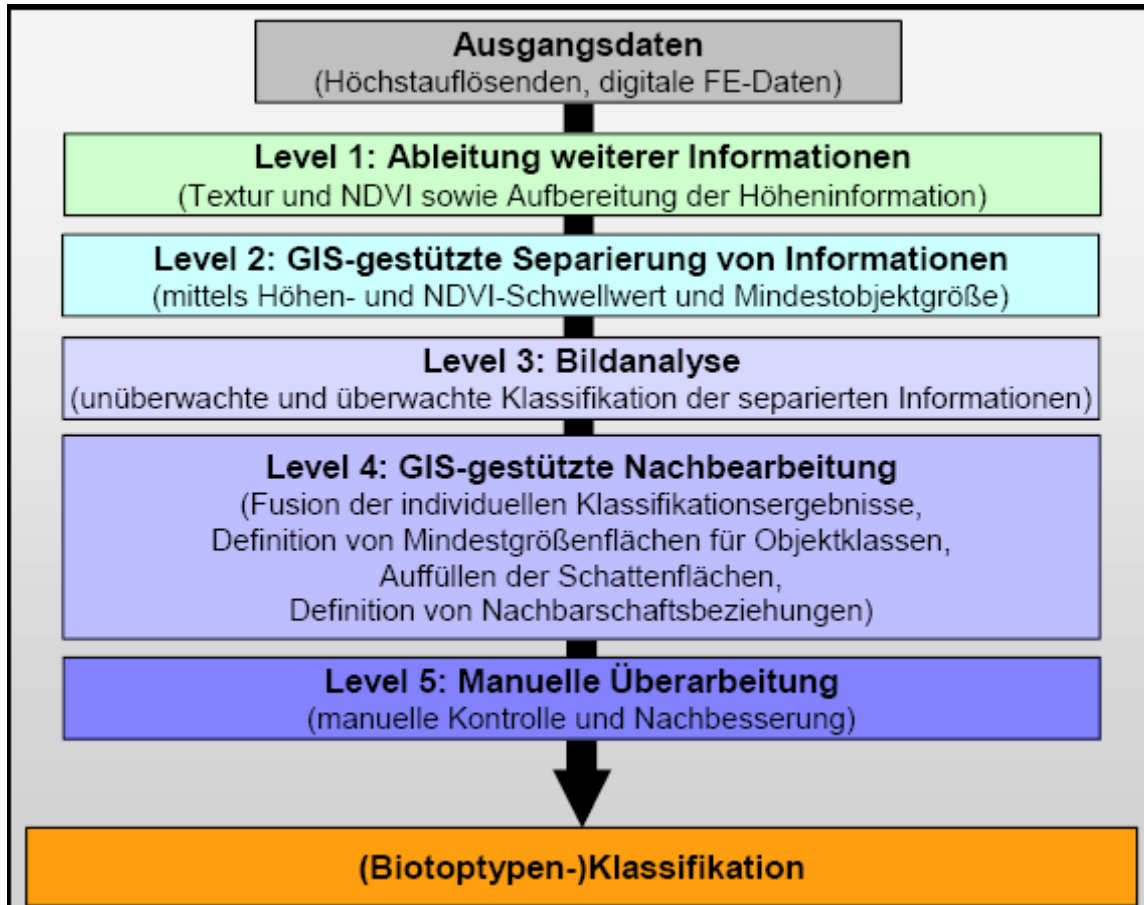 Ausgangsdaten
(Höchstauflösenden, digitale FE-Daten)
Level 1: Ableitung weiterer Informationen
(Textur und NDVI sowie Aufbereitung der Höheninformation)
Level 2: GIS-gestützte Separierung von Informationen
(mittels Höhen- und NDVI-Schwellwert und Mindestobjektgröße)
Level 3: Bildanalyse
(unüberwachte und überwachte Klassifikation der separierten Informationen)
Level 4: GIS-gestützte Nachbearbeitung
(Fusion der individuellen Klassifikationsergebnisse,
Definition von Mindestgrößenflächen für Objektklassen,
Auffüllen der Schattenflächen,
Definition von Nachbarschaftsbeziehungen)
Level 5: Manuelle Überarbeitung
(manuelle Kontrolle und Nachbesserung)
(Biotoptypen-)Klassifikation